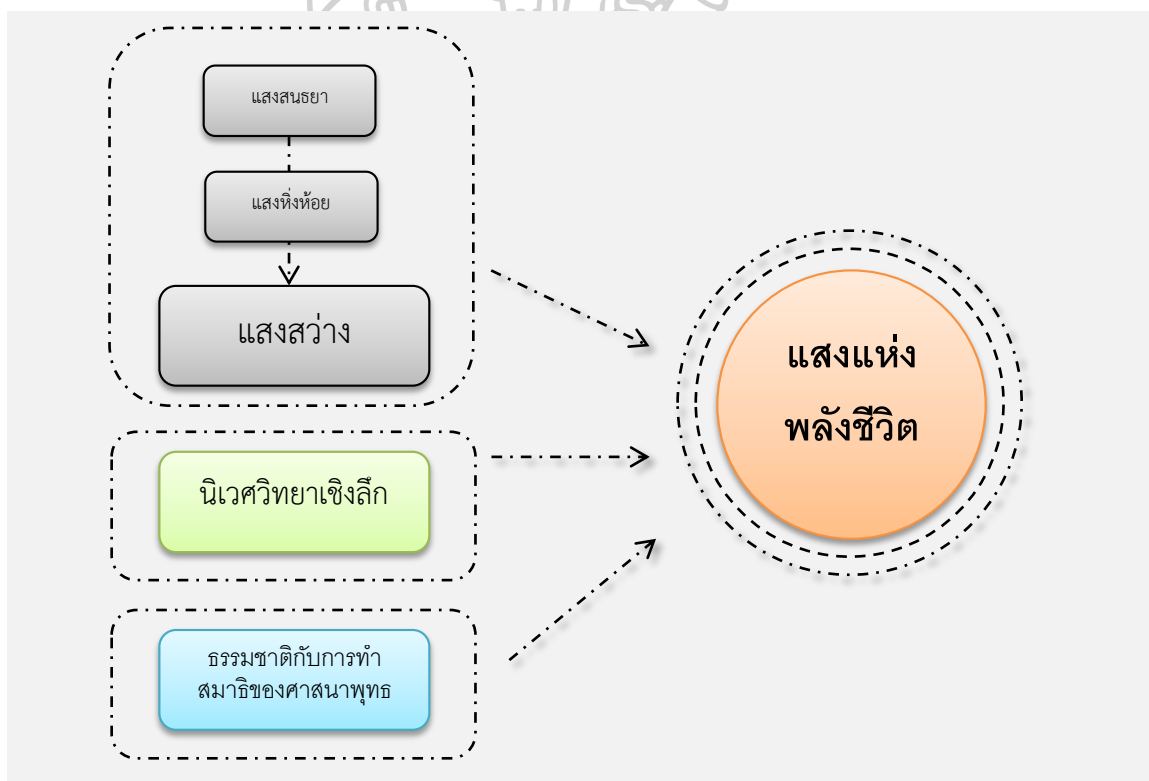 แสงสนธยา
แสงหิ่งห้อย
แสงสว่าง
นิเวศวิทยาเชิงลึก
ธรรมชาติกับการทำ
สมาธิของศาสนาพุทธ
แสงแห่ง
พลังชีวิต